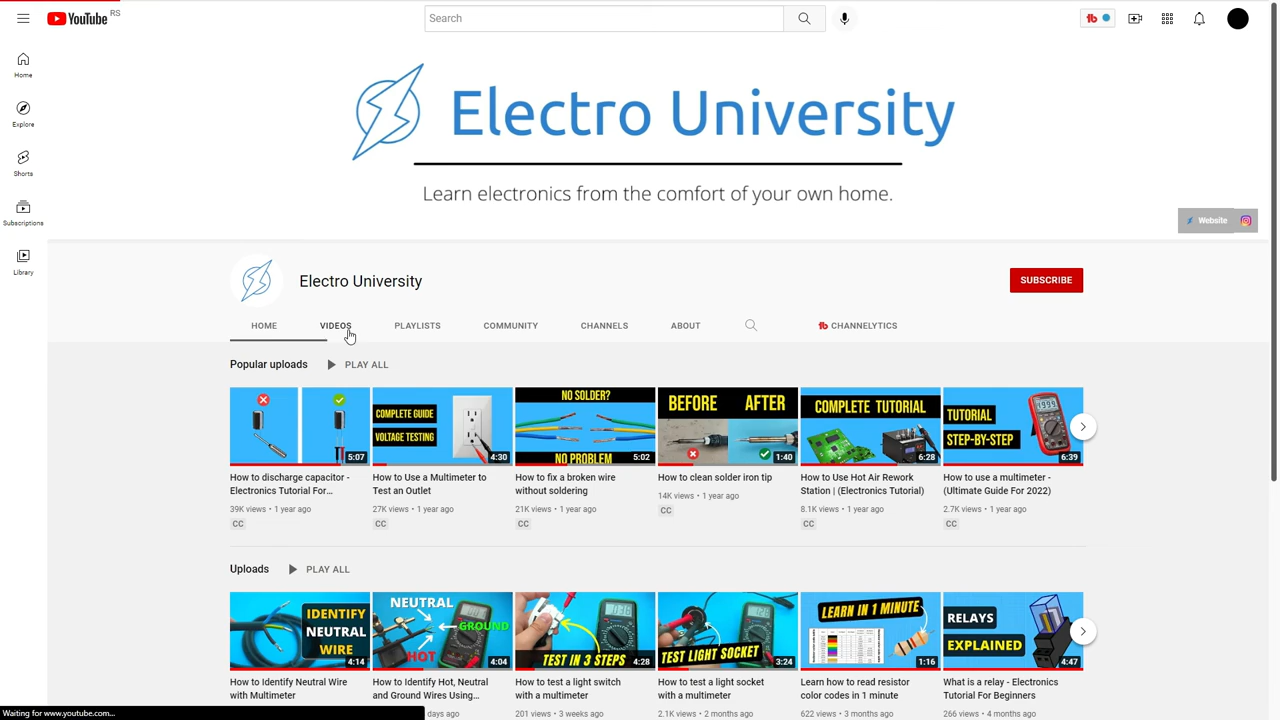 YouTube RS
Search
Home
Explore
Shorts
Subscriptions
Library
Electro University
Learn electronics from the comfort of your own home.
Website
Electro University
SUBSCRIBE
HOME VIDEOS PLAYLISTS COMMUNITY CHANNELS ABOUT tb CHANNELYTICS
Popular uploads PLAY ALL
5:07
COMPLETE GUIDE
VOLTAGE TESTING
4:30
NO SOLDER?
NO PROBLEM
5:02
BEFORE AFTER
1:40
COMPLETE TUTORIAL
6:28
TUTORIAL
STEP-BY-STEP
6:39
How to discharge capacitor -
Electronics Tutorial For...
39K views • 1 year ago
CC
How to Use a Multimeter to
Test an Outlet
27K views • 1 year ago
CC
How to fix a broken wire
without soldering
21K views • 1 year ago
CC
How to clean solder iron tip
14K views • 1 year ago
CC
How to Use Hot Air Rework
Station | (Electronics Tutorial)
8.1K views • 1 year ago
CC
How to use a multimeter -
(Ultimate Guide For 2022)
2.7K views • 1 year ago
CC
Uploads PLAY ALL
IDENTIFY
NEUTRAL
WIRE
4:14
NEUTRAL
GROUND
HOT
4:04
TEST IN 3 STEPS
4:28
TEST LIGHT SOCKET
3:24
LEARN IN 1 MINUTE
1:16
RELAYS
EXPLAINED
4:47
How to Identify Neutral Wire
with Multimeter
How to Identify Hot, Neutral
and Ground Wires Using...
days ago
How to test a light switch
with a multimeter
201 views • 3 weeks ago
How to test a light socket
with a multimeter
2.1K views • 2 months ago
Learn how to read resistor
color codes in 1 minute
622 views • 3 months ago
What is a relay - Electronics
Tutorial For Beginners
266 views • 4 months ago
Waiting for www.youtube.com...